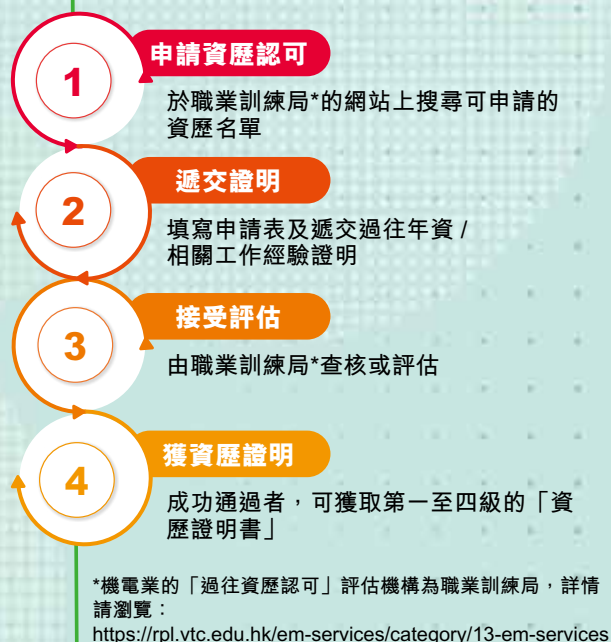 1
申請資歷認可
於職業訓練局*的網站上搜尋可申請的
資歷名單
2
遞交證明
填寫申請表及遞交過往年資 /
相關工作經驗證明
3
接受評估
由職業訓練局*查核或評估
4
獲資歷證明
成功通過者，可獲取第一至四級的「資
歷證明書」
*機電業的「過往資歷認可」評估機構為職業訓練局，詳情
請瀏覽：
https://rpl.vtc.edu.hk/em-services/category/13-em-services